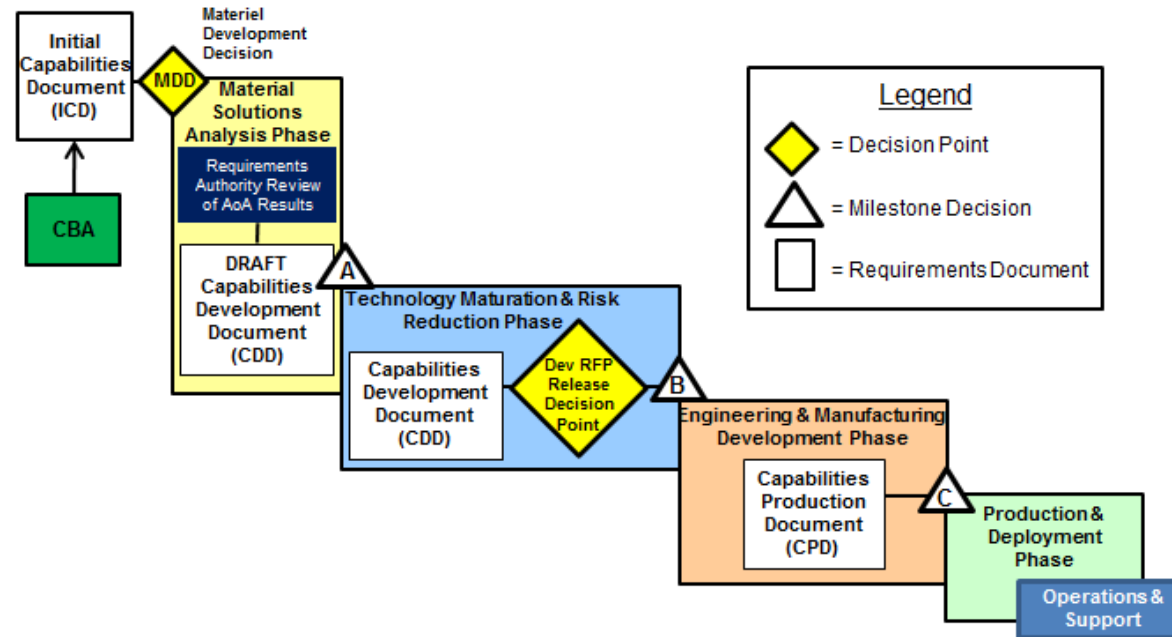 Initial
Capabilities
Document
(ICD)
CBA
Materiel
Development
Decision
MDD
Material
Solutions
Analysis Phase
Requirements
Authority Review
of AoA Results
DRAFT
Capabilities
Development
Document
(CDD)
A
Technology Maturation & Risk
Reduction Phase
Capabilities
Development
Document
(CDD)
Dev RFP
Release
Decision
Point
B
Engineering & Manufacturing
Development Phase
Capabilities
Production
Document
(CPD)
C
Production &
Deployment
Phase
Operations &
Support
Legend
= Decision Point
= Milestone Decision
= Requirements Document